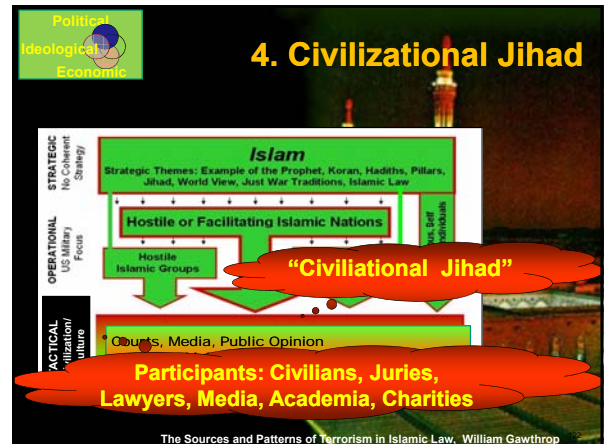 Political
Ideological
Economic
4. Civilizational Jihad
STRATEGIC
No Coherent
Strategy
Islam
Strategic Themes: Example of the Prophet, Koran, Hadiths, Pillars,
Jihad, World View, Just War Traditions, Islamic Law
OPERATIONAL
US Military
Focus
Hostile or Facilitating Islamic Nations
Hostile
Islamic Groups
Self
“Civiliational Jihad”
Courts, Media, Public Opinion
Participants: Civilians, Juries,
Lawyers, Media, Academia, Charities
The Sources and Patterns of Terrorism in Islamic Law, William Gawthrop